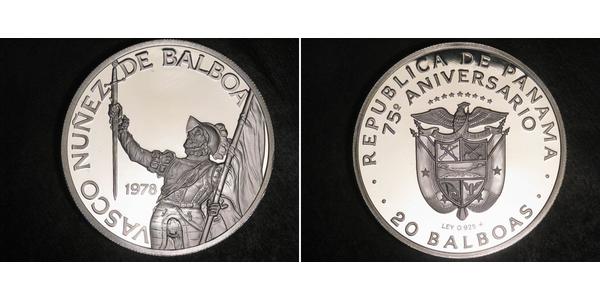 VASCO NUÑEZ DE BALBOA
1978
REPUBLICA DE PANAMA
75º ANIVERSARIO
LEY 0.925
20 BALBOAS